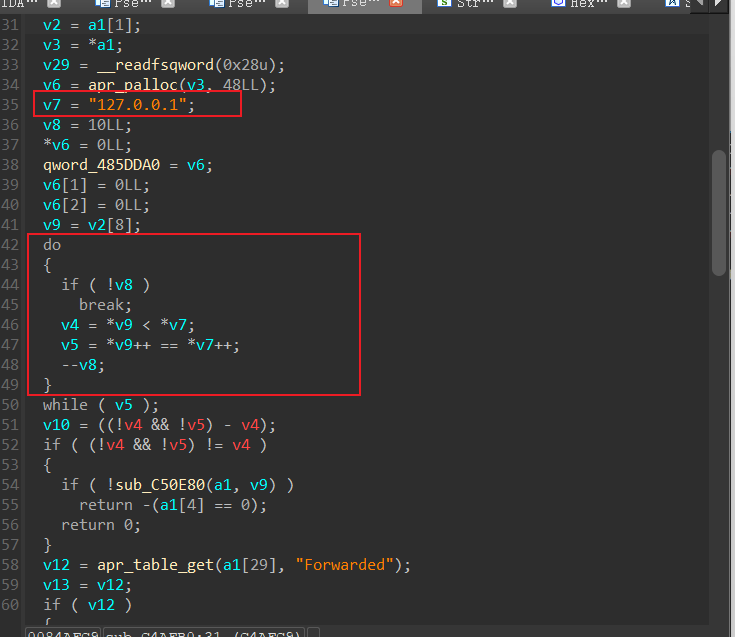 IDA… Pse… Pse… Pse… Str… Hex…
31 v2 = a1[1];
32 v3 = *a1;
33 v29 = __readfsqword(0x28u);
34 v6 = apr_palloc(v3, 48LL);
35 v7 = "127.0.0.1";
36 v8 = 10LL;
37 *v6 = 0LL;
38 qword_485DDA0 = v6;
39 v6[1] = 0LL;
40 v6[2] = 0LL;
41 v9 = v2[8];
42 do
43 {
44 if ( !v8 )
45 break;
46 v4 = *v9 < *v7;
47 v5 = *v9++ == *v7++;
48 --v8;
49 }
50 while ( v5 );
51 v10 = ((!v4 && !v5) - v4);
52 if ( (!v4 && !v5) != v4 )
53 {
54 if ( !sub_C50E80(a1, v9) )
55 return -(a1[4] == 0);
56 return 0;
57 }
58 v12 = apr_table_get(a1[29], "Forwarded");
59 v13 = v12;
60 if ( v12 )
{